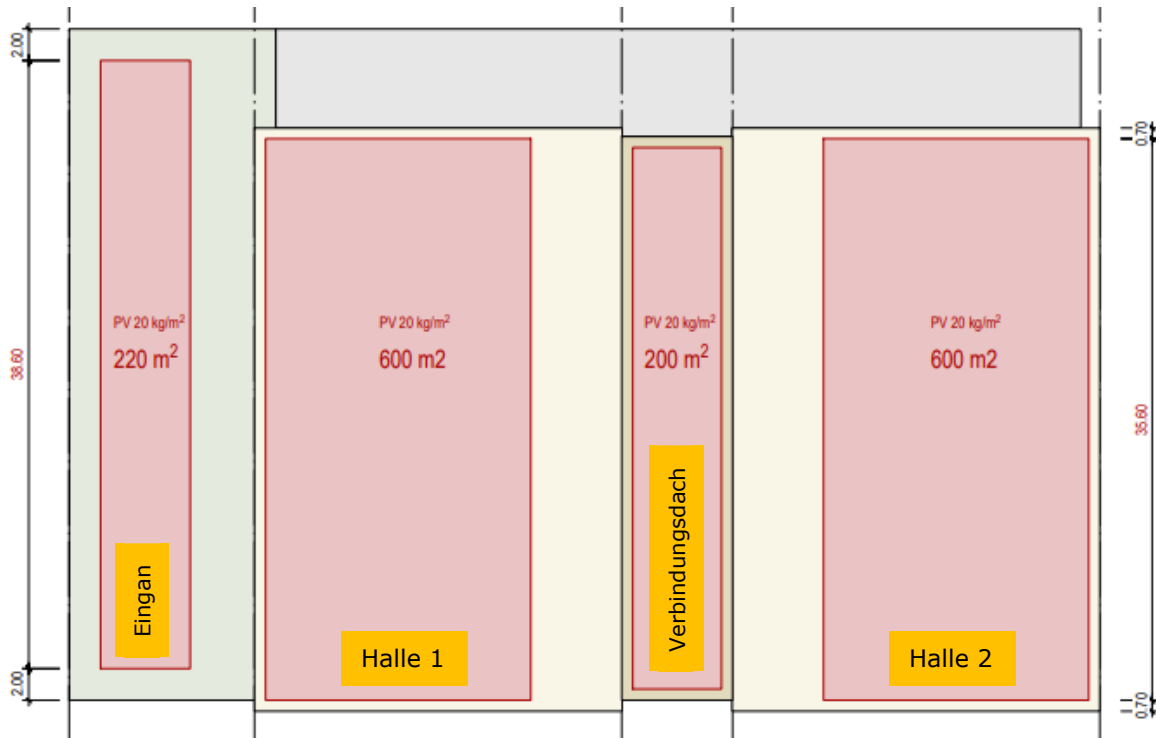 2.00
38.60
2.00
PV 20 kg/m²
220 m²
Eingan
PV 20 kg/m²
600 m2
Halle 1
PV 20 kg/m²
200 m²
Verbindungsdach
PV 20 kg/m²
600 m2
Halle 2
0.70
35.60
0.70